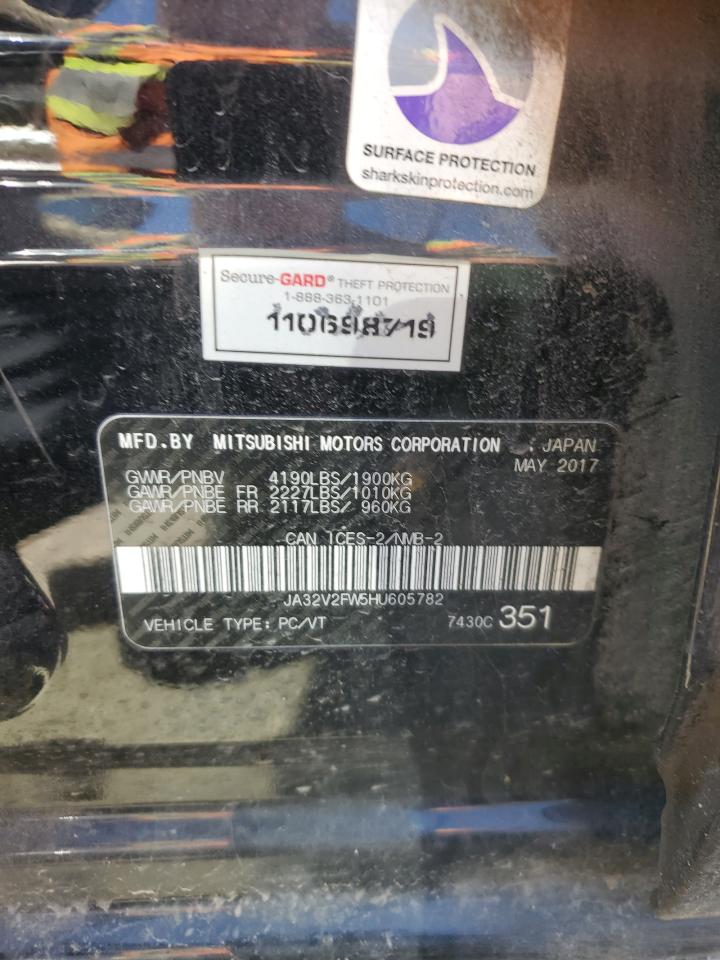 SURFACE PROTECTION
sharkskinprotection.com
Secure-GARD® THEFT PROTECTION
1-888-363-1101
110698719
MFD.BY MITSUBISHI MOTORS CORPORATION JAPAN
MAY 2017
GVWR/PNBV 4190LBS/1900KG
GAWR/PNBE FR 2227LBS/1010KG
GAWR/PNBE RR 2117LBS/ 960KG
CAN ICES-2/NMB-2
JA32V2FW5HU605782
VEHICLE TYPE: PC/VT 7430C 351